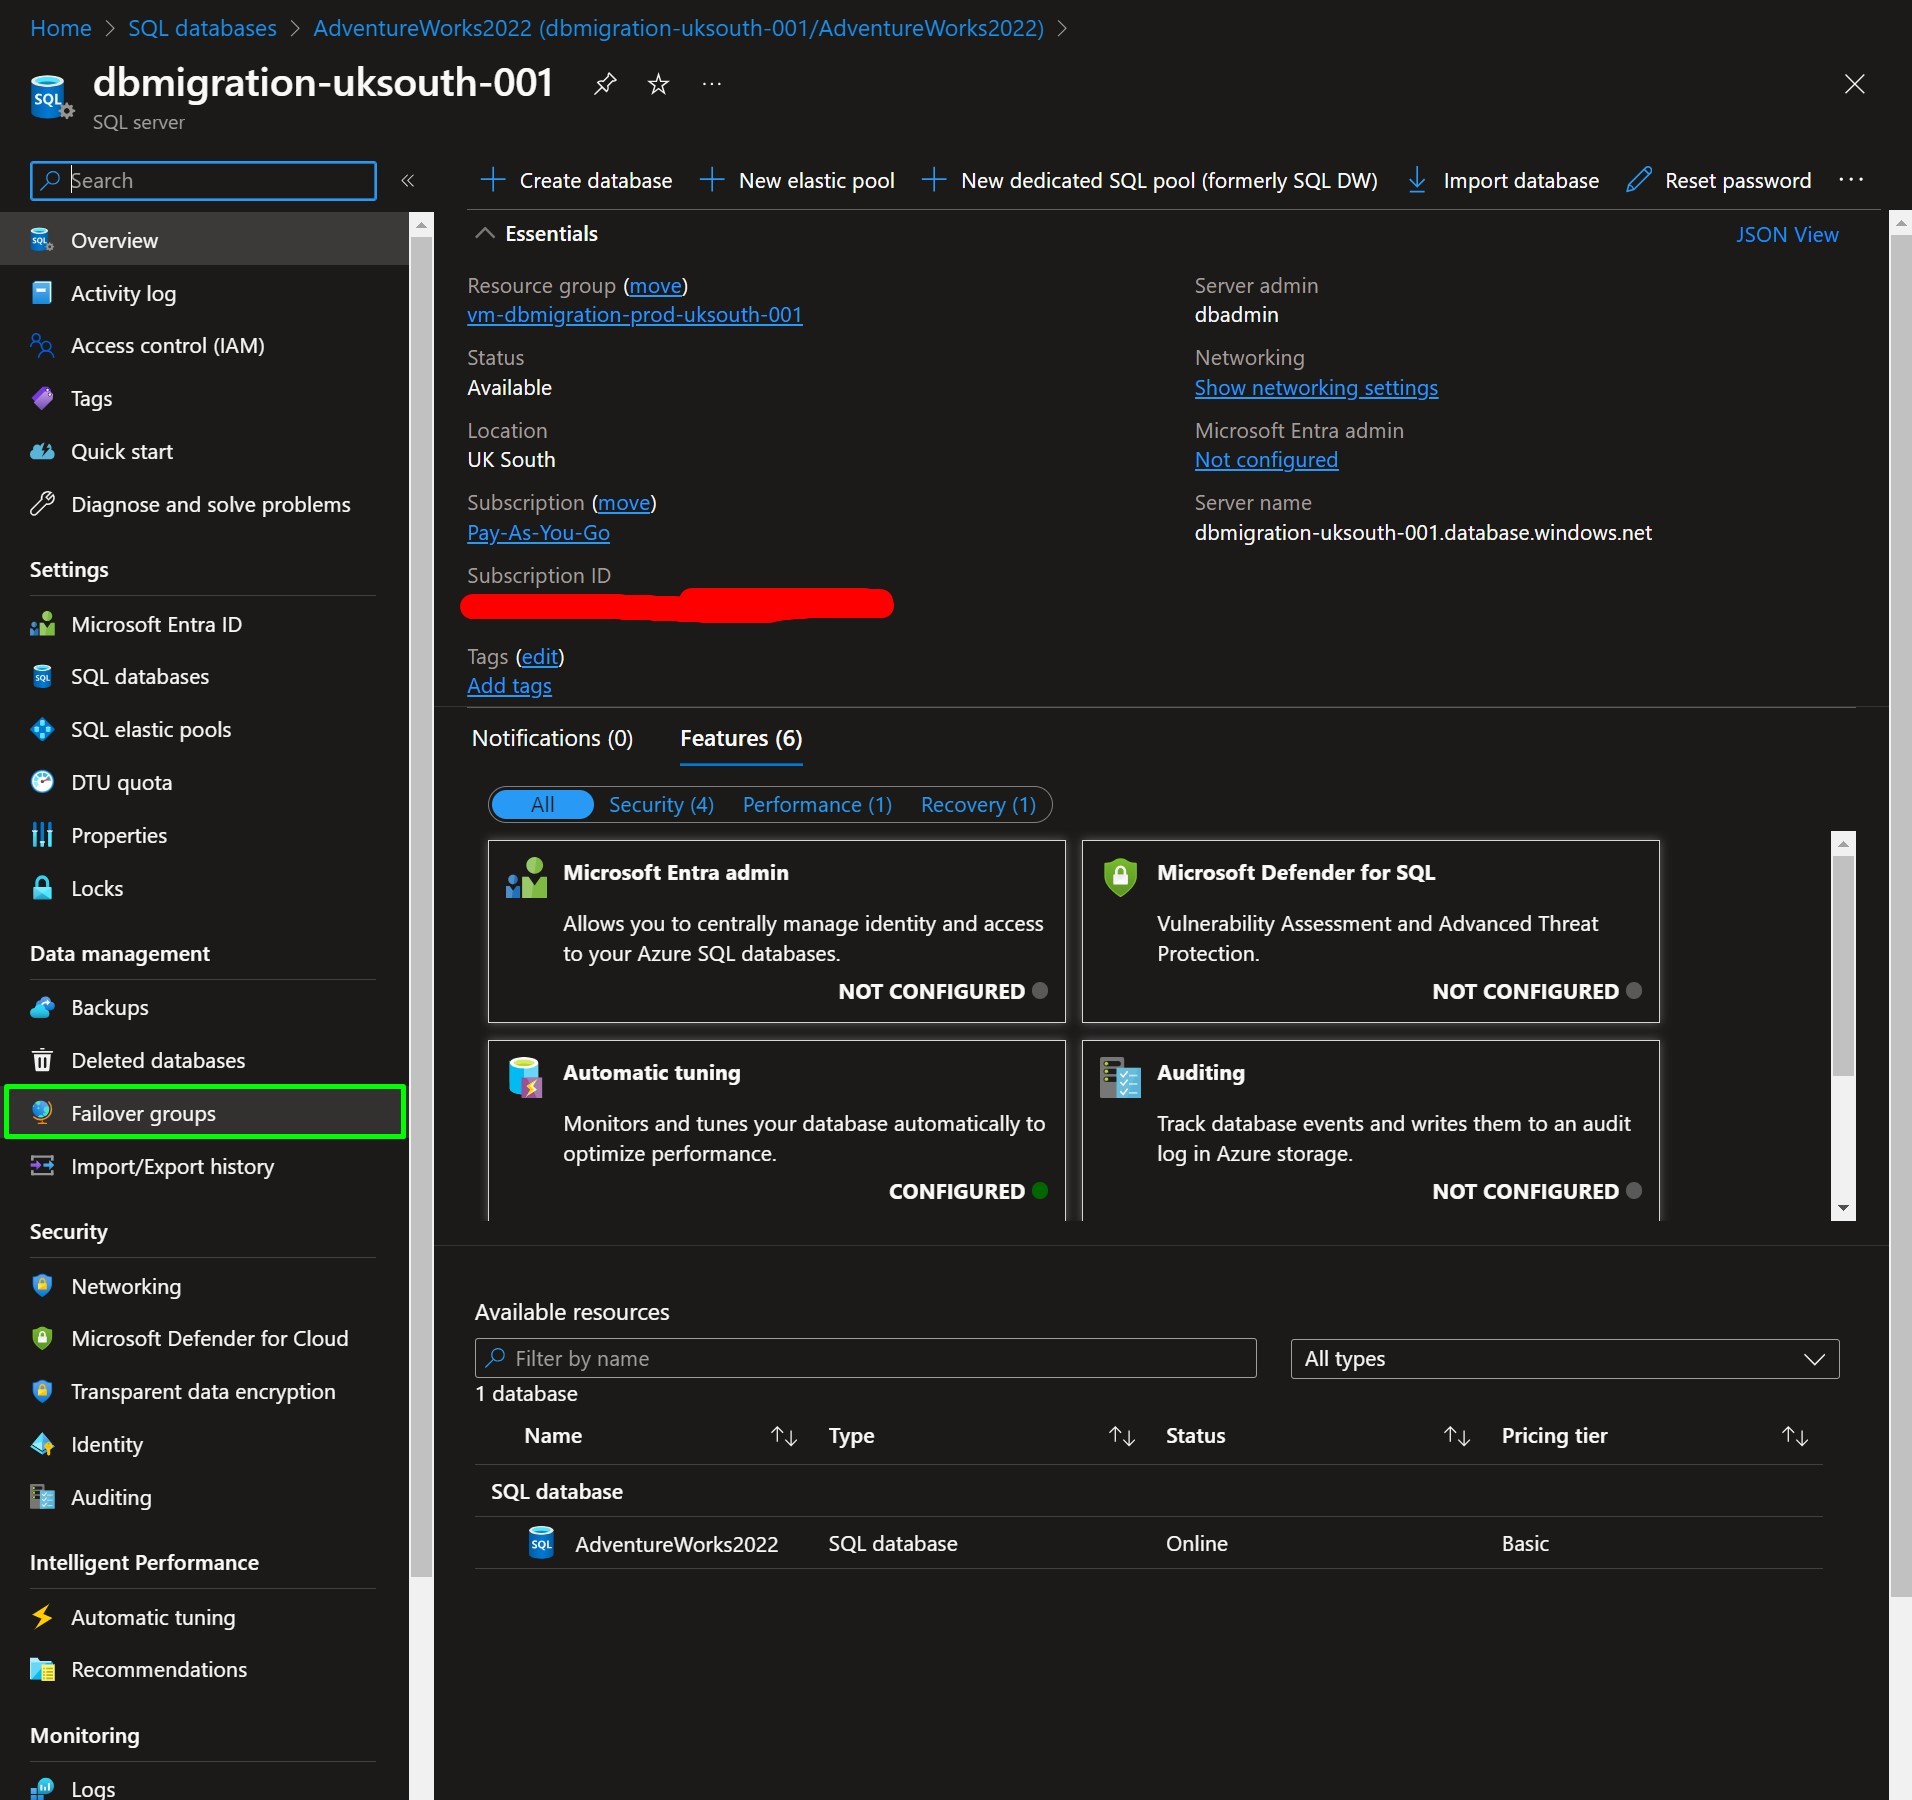 Home > SQL databases > AdventureWorks2022 (dbmigration-uksouth-001/AdventureWorks2022) >
dbmigration-uksouth-001
SQL server
Search
Overview
Activity log
Access control (IAM)
Tags
Quick start
Diagnose and solve problems
Settings
Microsoft Entra ID
SQL databases
SQL elastic pools
DTU quota
Properties
Locks
Data management
Backups
Deleted databases
Failover groups
Import/Export history
Security
Networking
Microsoft Defender for Cloud
Transparent data encryption
Identity
Auditing
Intelligent Performance
Automatic tuning
Recommendations
Monitoring
Logs
Create database New elastic pool New dedicated SQL pool (formerly SQL DW) Import database Reset password
Essentials
JSON View
Resource group (move)
vm-dbmigration-prod-uksouth-001
Status
Available
Location
UK South
Subscription (move)
Pay-As-You-Go
Subscription ID
Tags (edit)
Add tags
Server admin
dbadmin
Networking
Show networking settings
Microsoft Entra admin
Not configured
Server name
dbmigration-uksouth-001.database.windows.net
Notifications (0) Features (6)
All Security (4) Performance (1) Recovery (1)
Microsoft Entra admin
Allows you to centrally manage identity and access
to your Azure SQL databases.
NOT CONFIGURED
Microsoft Defender for SQL
Vulnerability Assessment and Advanced Threat
Protection.
NOT CONFIGURED
Automatic tuning
Monitors and tunes your database automatically to
optimize performance.
CONFIGURED
Auditing
Track database events and writes them to an audit
log in Azure storage.
NOT CONFIGURED
Available resources
Filter by name
All types
1 database
Name Type Status Pricing tier
SQL database
AdventureWorks2022 SQL database Online Basic